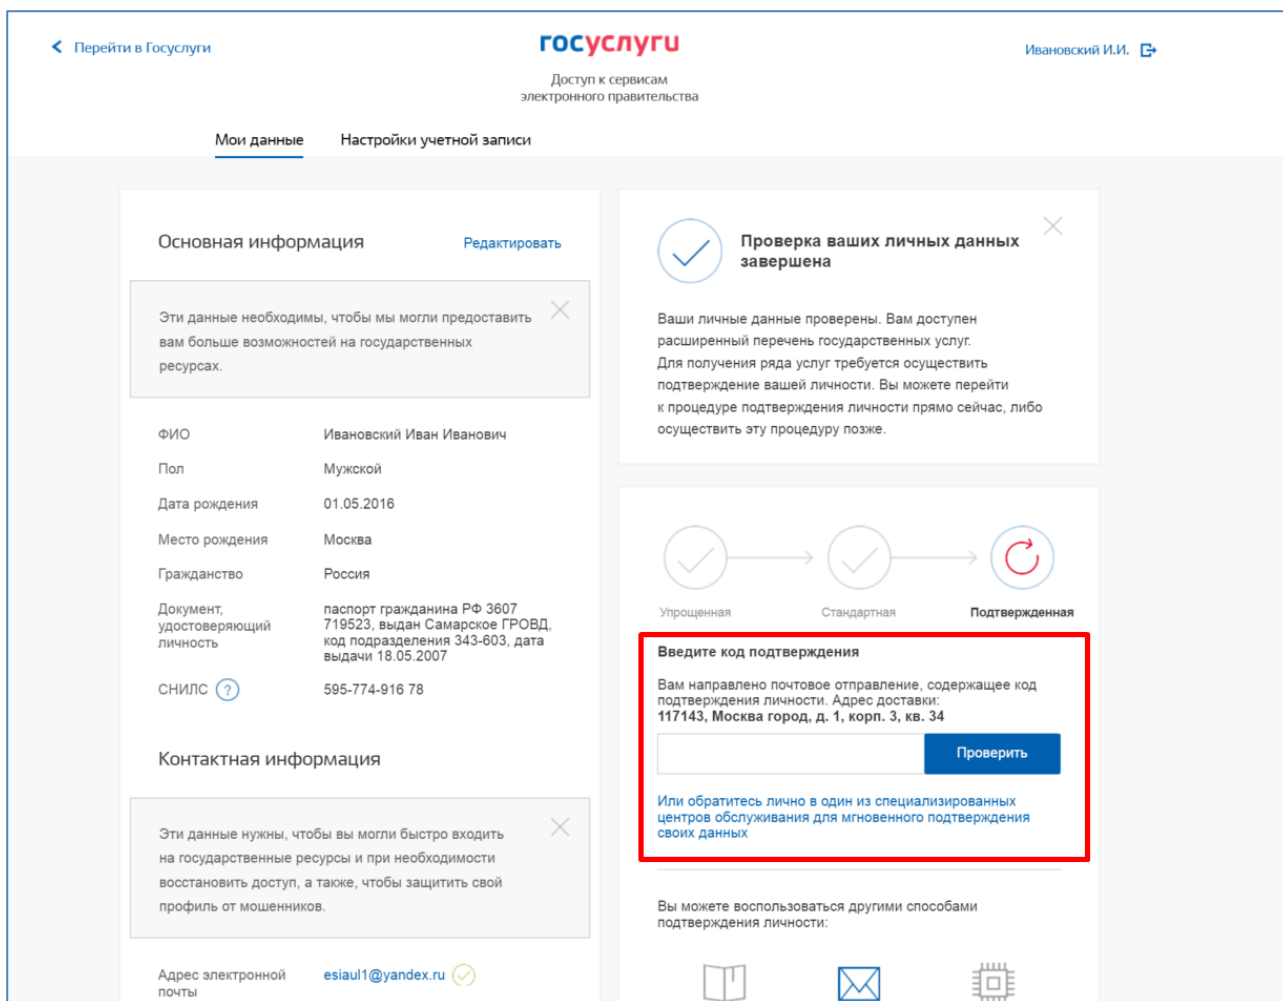 Перейти в Госуслуги
госуслуги
Ивановский И.И.
Доступ к сервисам
электронного правительства
Мои данные
Настройки учетной записи
Основная информация
Редактировать
Эти данные необходимы, чтобы мы могли предоставить
вам больше возможностей на государственных
ресурсах.
ФИО
Ивановский Иван Иванович
Пол
Мужской
Дата рождения
01.05.2016
Место рождения
Москва
Гражданство
Россия
Документ,
удостоверяющий
личность
паспорт гражданина РФ 3607
719523, выдан Самарское ГРОВД,
код подразделения 343-603, дата
выдачи 18.05.2007
СНИЛС ?
595-774-916 78
Контактная информация
Эти данные нужны, чтобы вы могли быстро входить
на государственные ресурсы и при необходимости
восстановить доступ, а также, чтобы защитить свой
профиль от мошенников.
Адрес электронной
почты
esiaul1@yandex.ru
Проверка ваших личных данных
завершена
Ваши личные данные проверены. Вам доступен
расширенный перечень государственных услуг.
Для получения ряда услуг требуется осуществить
подтверждение вашей личности. Вы можете перейти
к процедуре подтверждения личности прямо сейчас, либо
осуществить эту процедуру позже.
Упрощенная
Стандартная
Подтвержденная
Введите код подтверждения
Вам направлено почтовое отправление, содержащее код
подтверждения личности. Адрес доставки:
117143, Москва город, д. 1, корп. 3, кв. 34
Проверить
Или обратитесь лично в один из специализированных
центров обслуживания для мгновенного подтверждения
своих данных
Вы можете воспользоваться другими способами
подтверждения личности: